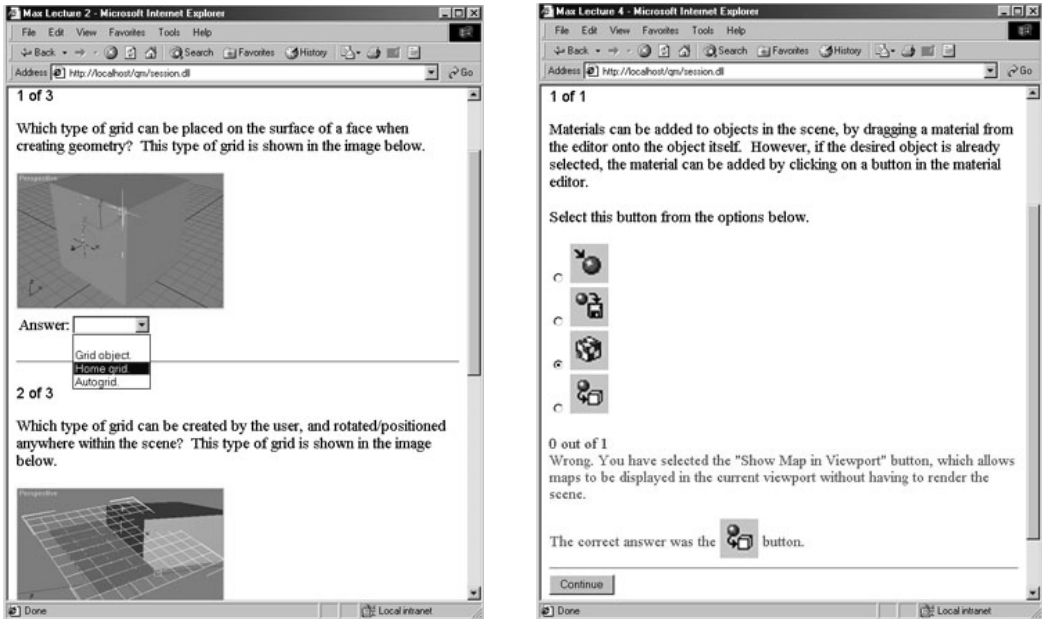 Max Lecture 2 - Microsoft Internet Explorer
File Edit View Favorites Tools Help
Back Search Favorites History
Address http://localhost/qm/session.dll Go
1 of 3
Which type of grid can be placed on the surface of a face when
creating geometry? This type of grid is shown in the image below.
Perspective
Answer:
Grid object.
Home grid.
Autogrid.
2 of 3
Which type of grid can be created by the user, and rotated/positioned
anywhere within the scene? This type of grid is shown in the image
below.
Perspective
Done Local intranet
Max Lecture 4 - Microsoft Internet Explorer
File Edit View Favorites Tools Help
Back Search Favorites History
Address http://localhost/qm/session.dll Go
1 of 1
Materials can be added to objects in the scene, by dragging a material from
the editor onto the object itself. However, if the desired object is already
selected, the material can be added by clicking on a button in the material
editor.
Select this button from the options below.
0 out of 1
Wrong. You have selected the "Show Map in Viewport" button, which allows
maps to be displayed in the current viewport without having to render the
scene.
The correct answer was the button.
Continue
Done Local intranet